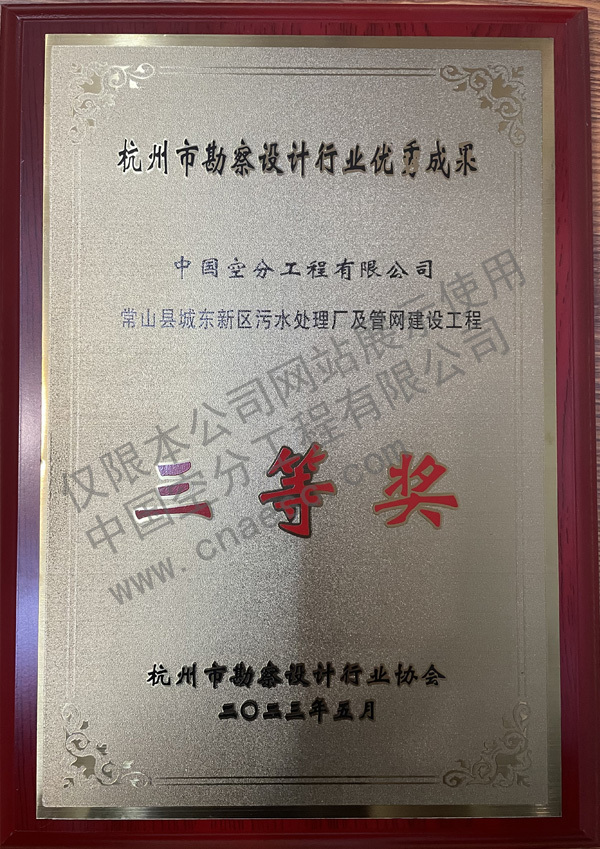 杭州市勘察设计行业优秀成果
中国空分工程有限公司
常山县城东新区污水处理厂及管网建设工程
三等奖
杭州市勘察设计行业协会
二〇二三年五月
仅限本公司网站展示使用
中国空分工程有限公司